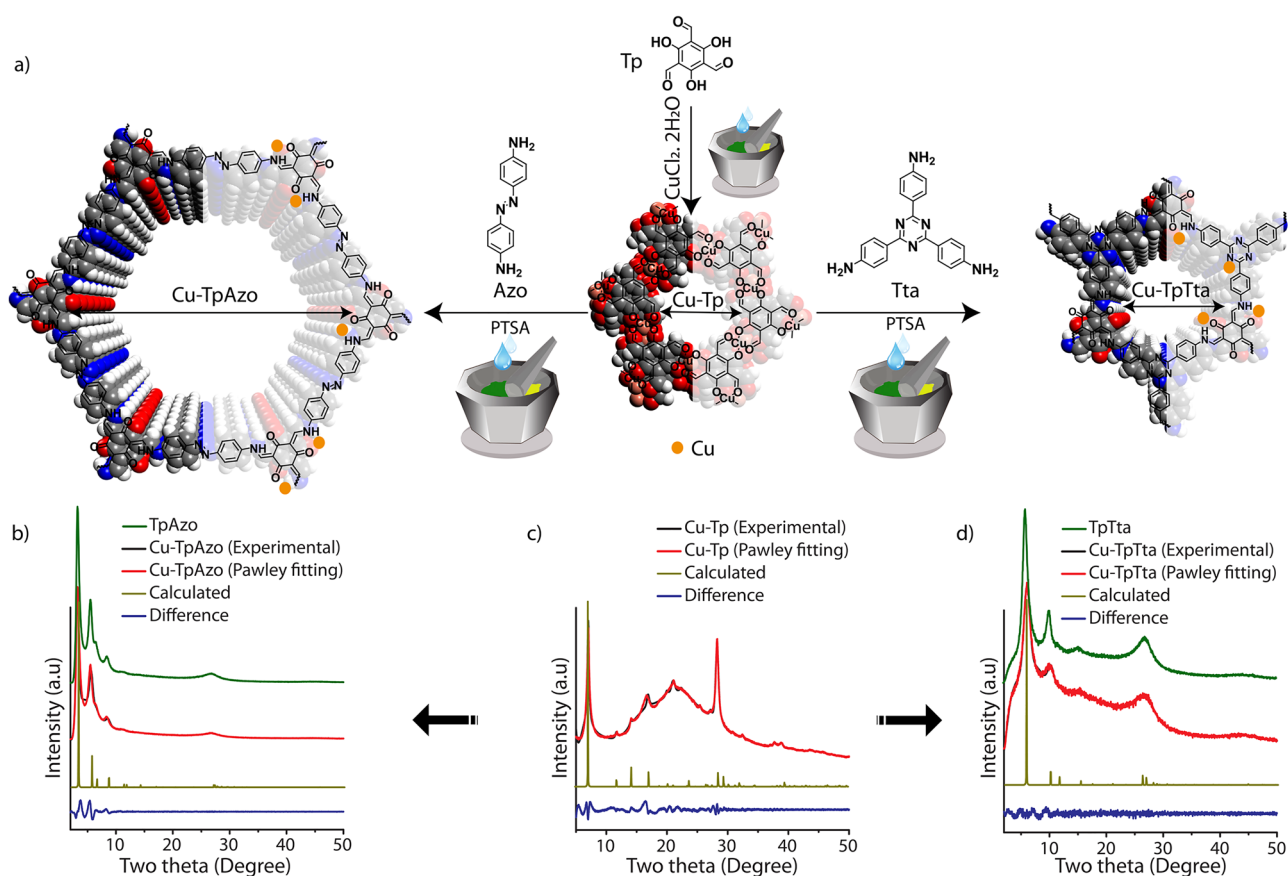 a)
Tp
O
HO
OH
O
O
OH
CuCl₂. 2H₂O
NH₂
N
N
NH₂
Azo
PTSA
Cu-TpAzo
Cu-Tp
Cu
NH₂
N
N
N
H₂N
NH₂
Tta
PTSA
Cu-TpTta
Cu
b)
TpAzo
Cu-TpAzo (Experimental)
Cu-TpAzo (Pawley fitting)
Calculated
Difference
Intensity (a.u)
10
20
30
40
50
Two theta (Degree)
c)
Cu-Tp (Experimental)
Cu-Tp (Pawley fitting)
Calculated
Difference
Intensity (a.u)
10
20
30
40
50
Two theta (Degree)
d)
TpTta
Cu-TpTta (Experimental)
Cu-TpTta (Pawley fitting)
Calculated
Difference
Intensity (a.u)
10
20
30
40
50
Two theta (Degree)